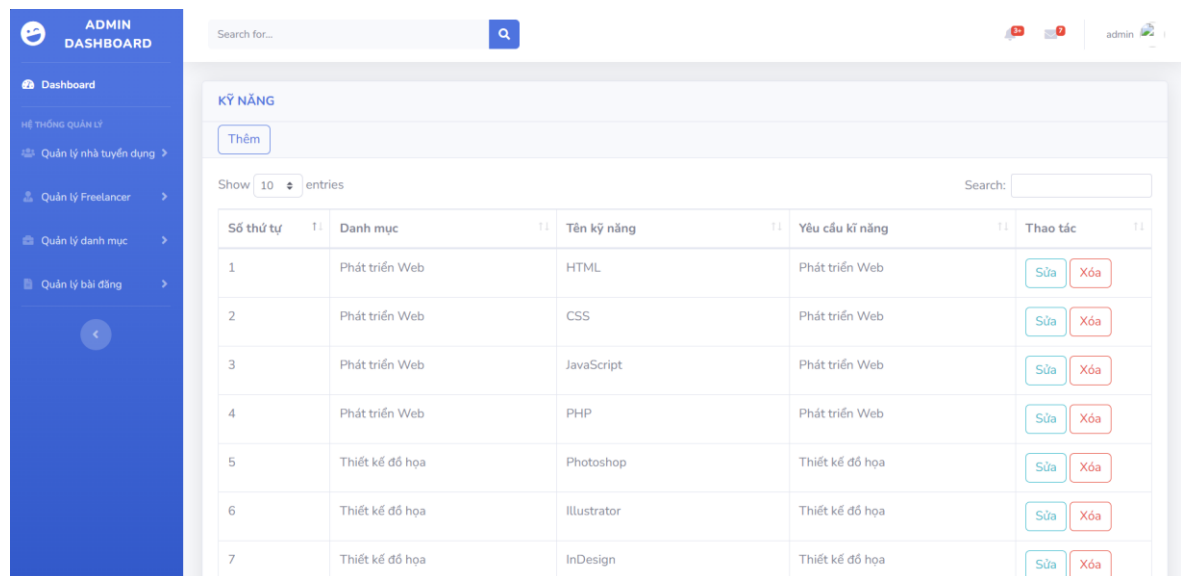 ADMIN
DASHBOARD
Search for...
3+
7
admin
Dashboard
HỆ THỐNG QUẢN LÝ
Quản lý nhà tuyển dụng
Quản lý Freelancer
Quản lý danh mục
Quản lý bài đăng
KỸ NĂNG
Thêm
Show 10 entries
Search:
Số thứ tự Danh mục Tên kỹ năng Yêu cầu kĩ năng Thao tác
1 Phát triển Web HTML Phát triển Web Sửa Xóa
2 Phát triển Web CSS Phát triển Web Sửa Xóa
3 Phát triển Web JavaScript Phát triển Web Sửa Xóa
4 Phát triển Web PHP Phát triển Web Sửa Xóa
5 Thiết kế đồ họa Photoshop Thiết kế đồ họa Sửa Xóa
6 Thiết kế đồ họa Illustrator Thiết kế đồ họa Sửa Xóa
7 Thiết kế đồ họa InDesign Thiết kế đồ họa Sửa Xóa